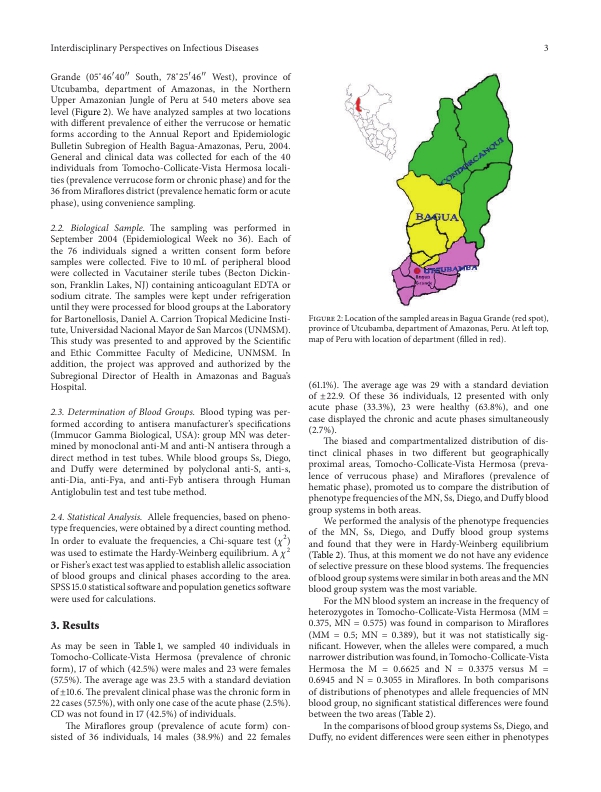 Interdisciplinary Perspectives on Infectious Diseases
3
Grande (05°46′40″ South, 78°25′46″ West), province of
Utcubamba, department of Amazonas, in the Northern
Upper Amazonian Jungle of Peru at 540 meters above sea
level (Figure 2). We have analyzed samples at two locations
with different prevalence of either the verrucose or hematic
forms according to the Annual Report and Epidemiologic
Bulletin Subregion of Health Bagua-Amazonas, Peru, 2004.
General and clinical data was collected for each of the 40
individuals from Tomocho-Collicate-Vista Hermosa locali-
ties (prevalence verrucose form or chronic phase) and for the
36 from Miraflores district (prevalence hematic form or acute
phase), using convenience sampling.
2.2. Biological Sample. The sampling was performed in
September 2004 (Epidemiological Week no 36). Each of
the 76 individuals signed a written consent form before
samples were collected. Five to 10 mL of peripheral blood
were collected in Vacutainer sterile tubes (Becton Dickin-
son, Franklin Lakes, NJ) containing anticoagulant EDTA or
sodium citrate. The samples were kept under refrigeration
until they were processed for blood groups at the Laboratory
for Bartonellosis, Daniel A. Carrion Tropical Medicine Insti-
tute, Universidad Nacional Mayor de San Marcos (UNMSM).
This study was presented to and approved by the Scientific
and Ethic Committee Faculty of Medicine, UNMSM. In
addition, the project was approved and authorized by the
Subregional Director of Health in Amazonas and Bagua's
Hospital.
2.3. Determination of Blood Groups. Blood typing was per-
formed according to antisera manufacturer's specifications
(Immucor Gamma Biological, USA): group MN was deter-
mined by monoclonal anti-M and anti-N antisera through a
direct method in test tubes. While blood groups Ss, Diego,
and Duffy were determined by polyclonal anti-S, anti-s,
anti-Dia, anti-Fya, and anti-Fyb antisera through Human
Antiglobulin test and test tube method.
2.4. Statistical Analysis. Allele frequencies, based on pheno-
type frequencies, were obtained by a direct counting method.
In order to evaluate the frequencies, a Chi-square test (χ²)
was used to estimate the Hardy-Weinberg equilibrium. A χ²
or Fisher's exact test was applied to establish allelic association
of blood groups and clinical phases according to the area.
SPSS 15.0 statistical software and population genetics software
were used for calculations.
3. Results
As may be seen in Table 1, we sampled 40 individuals in
Tomocho-Collicate-Vista Hermosa (prevalence of chronic
form), 17 of which (42.5%) were males and 23 were females
(57.5%). The average age was 23.5 with a standard deviation
of ±10.6. The prevalent clinical phase was the chronic form in
22 cases (57.5%), with only one case of the acute phase (2.5%).
CD was not found in 17 (42.5%) of individuals.
The Miraflores group (prevalence of acute form) con-
sisted of 36 individuals, 14 males (38.9%) and 22 females
CONDERCANQUI
BAGUA
UTCUBAMBA
Bagua
Grande
Figure 2: Location of the sampled areas in Bagua Grande (red spot),
province of Utcubamba, department of Amazonas, Peru. At left top,
map of Peru with location of department (filled in red).
(61.1%). The average age was 29 with a standard deviation
of ±22.9. Of these 36 individuals, 12 presented with only
acute phase (33.3%), 23 were healthy (63.8%), and one
case displayed the chronic and acute phases simultaneously
(2.7%).
The biased and compartmentalized distribution of dis-
tinct clinical phases in two different but geographically
proximal areas, Tomocho-Collicate-Vista Hermosa (preva-
lence of verrucous phase) and Miraflores (prevalence of
hematic phase), promoted us to compare the distribution of
phenotype frequencies of the MN, Ss, Diego, and Duffy blood
group systems in both areas.
We performed the analysis of the phenotype frequencies
of the MN, Ss, Diego, and Duffy blood group systems
and found that they were in Hardy-Weinberg equilibrium
(Table 2). Thus, at this moment we do not have any evidence
of selective pressure on these blood systems. The frequencies
of blood group systems were similar in both areas and the MN
blood group system was the most variable.
For the MN blood system an increase in the frequency of
heterozygotes in Tomocho-Collicate-Vista Hermosa (MM =
0.375, MN = 0.575) was found in comparison to Miraflores
(MM = 0.5; MN = 0.389), but it was not statistically sig-
nificant. However, when the alleles were compared, a much
narrower distribution was found, in Tomocho-Collicate-Vista
Hermosa the M = 0.6625 and N = 0.3375 versus M =
0.6945 and N = 0.3055 in Miraflores. In both comparisons
of distributions of phenotypes and allele frequencies of MN
blood group, no significant statistical differences were found
between the two areas (Table 2).
In the comparisons of blood group systems Ss, Diego, and
Duffy, no evident differences were seen either in phenotypes